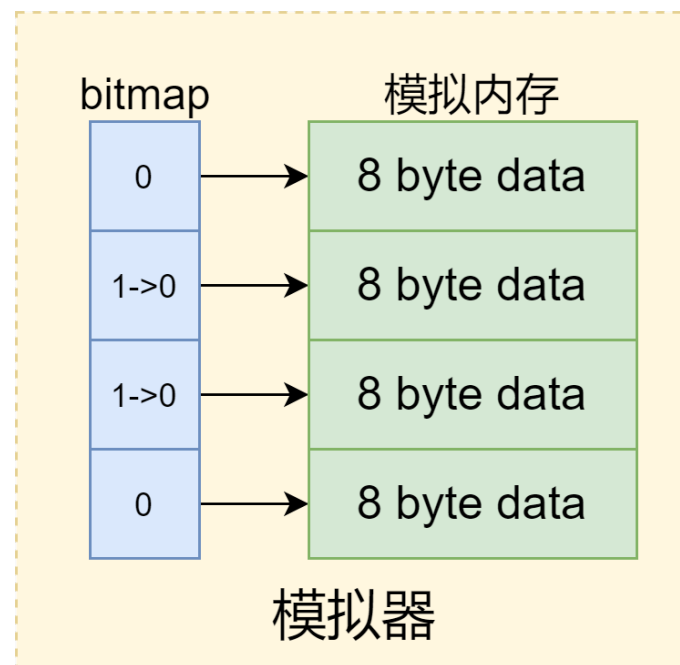 bitmap 模拟内存
0 8 byte data
1->0 8 byte data
1->0 8 byte data
0 8 byte data
模拟器